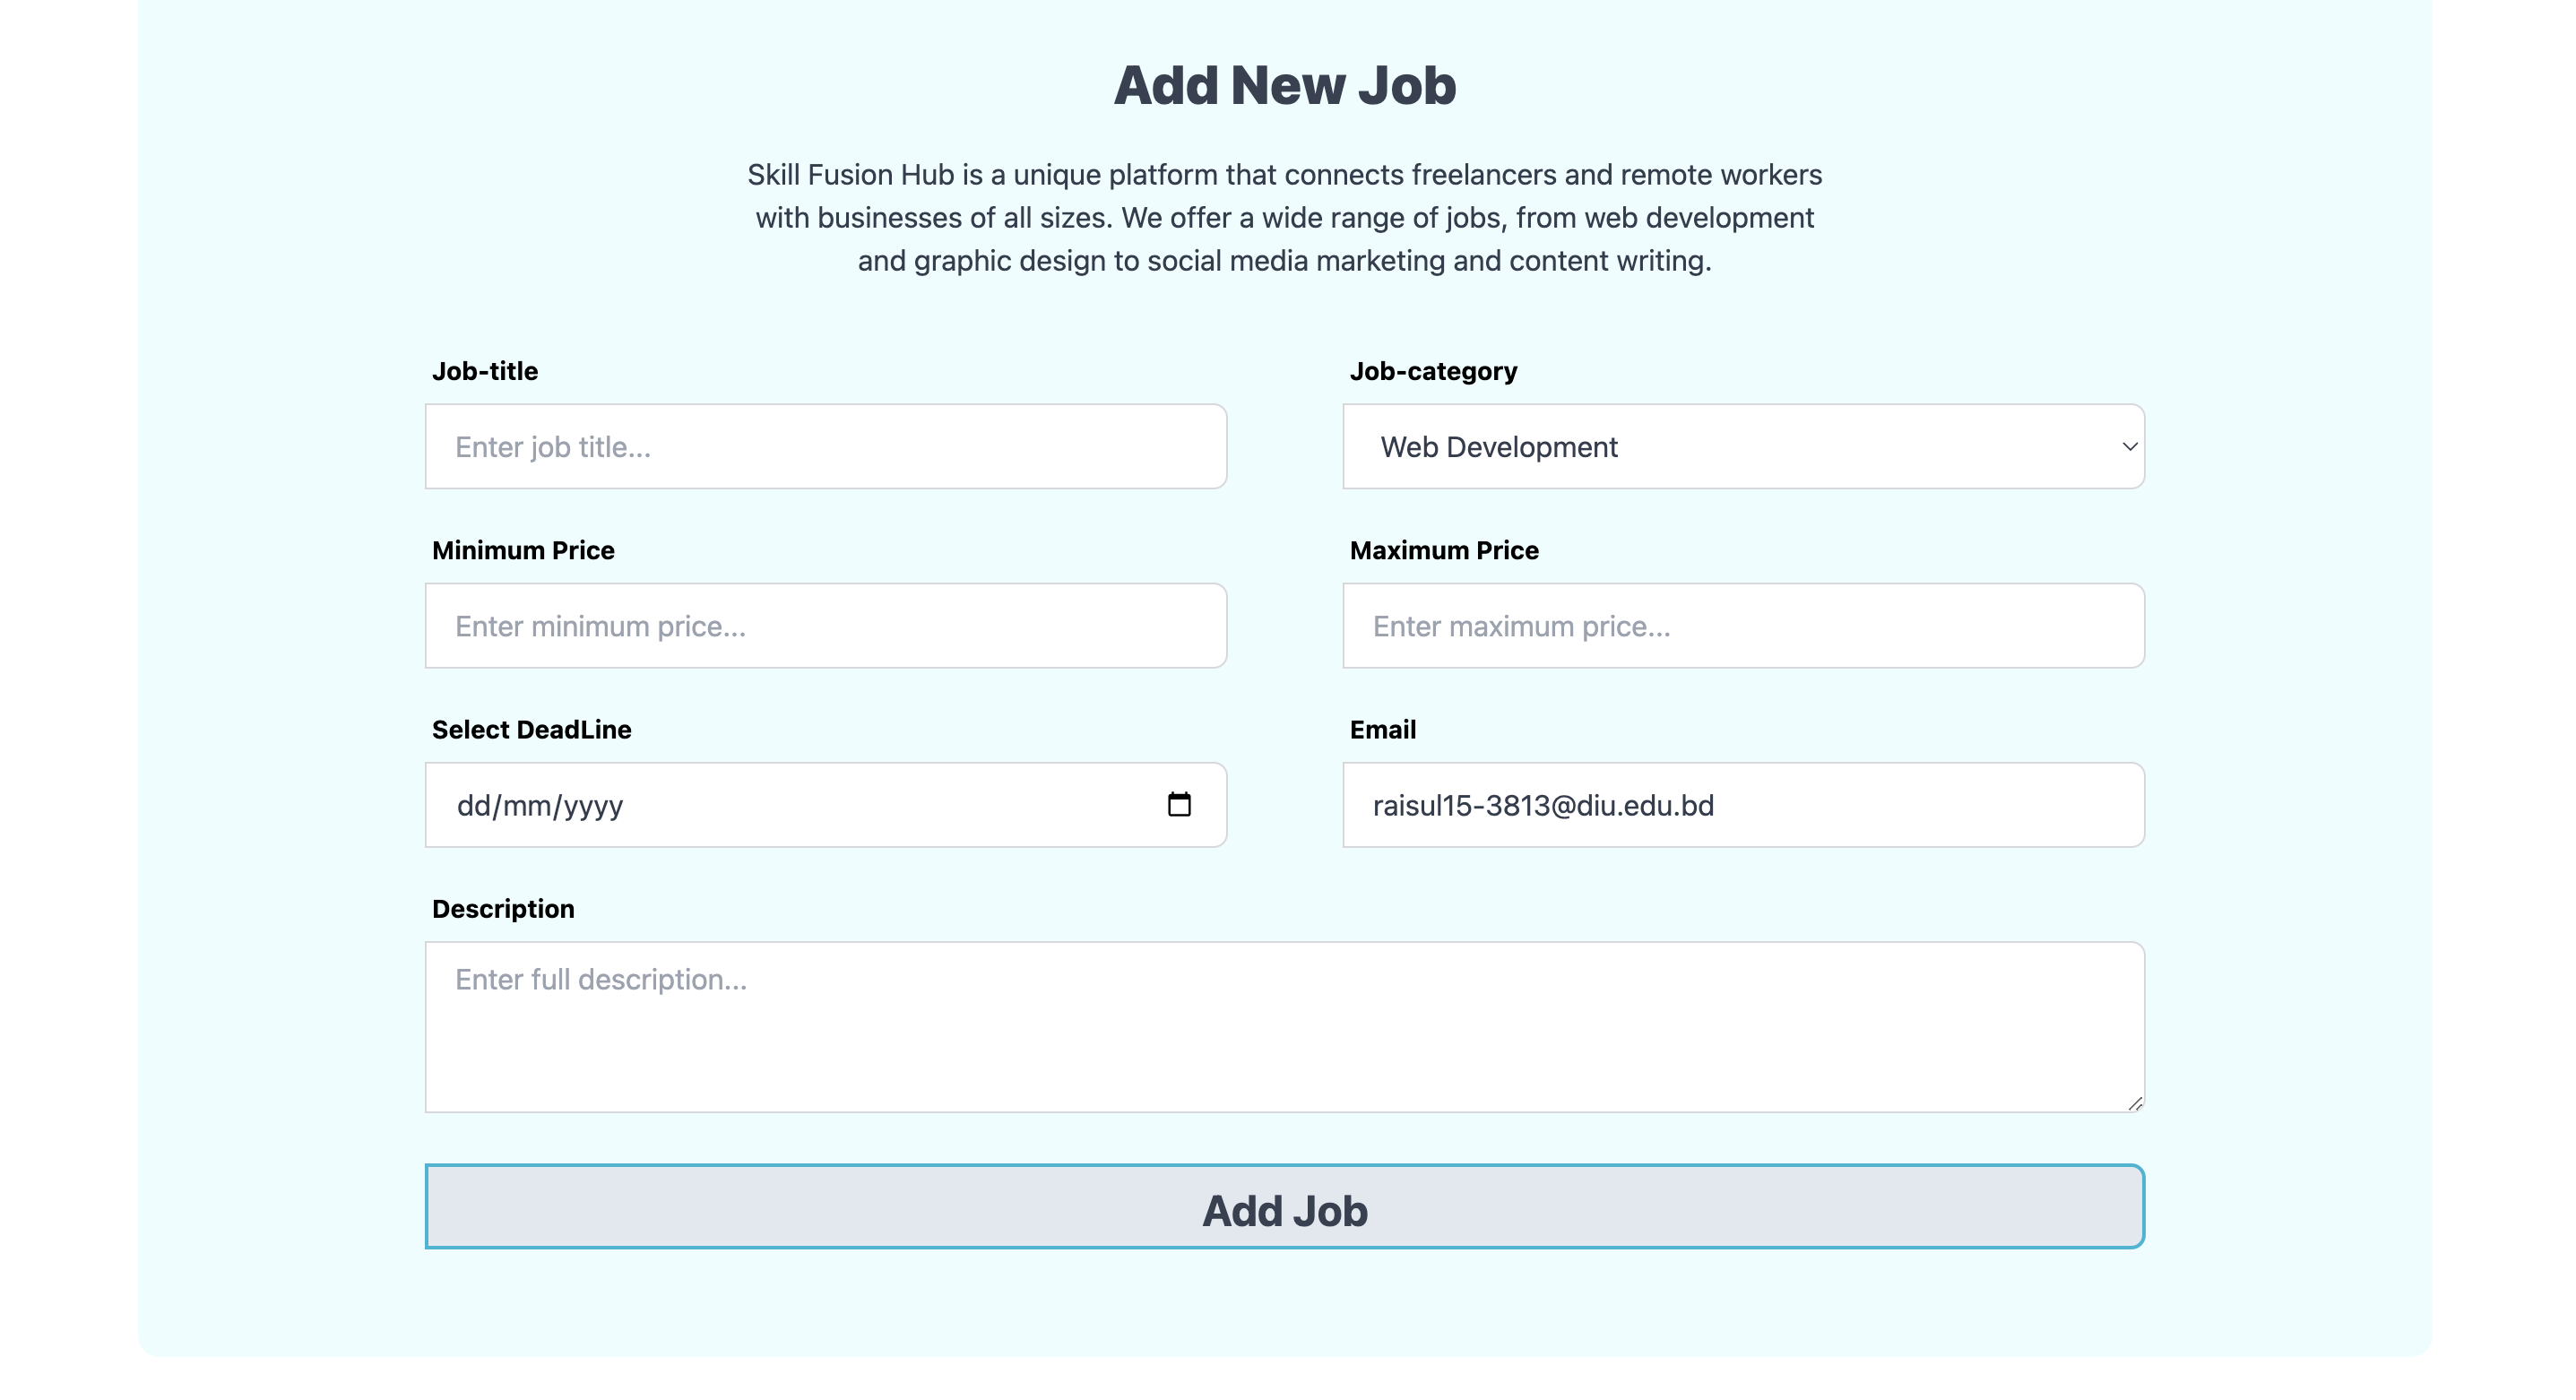 Add New Job
Skill Fusion Hub is a unique platform that connects freelancers and remote workers
with businesses of all sizes. We offer a wide range of jobs, from web development
and graphic design to social media marketing and content writing.
Job-title
Enter job title...
Job-category
Web Development
Minimum Price
Enter minimum price...
Maximum Price
Enter maximum price...
Select DeadLine
dd/mm/yyyy
Email
raisul15-3813@diu.edu.bd
Description
Enter full description...
Add Job